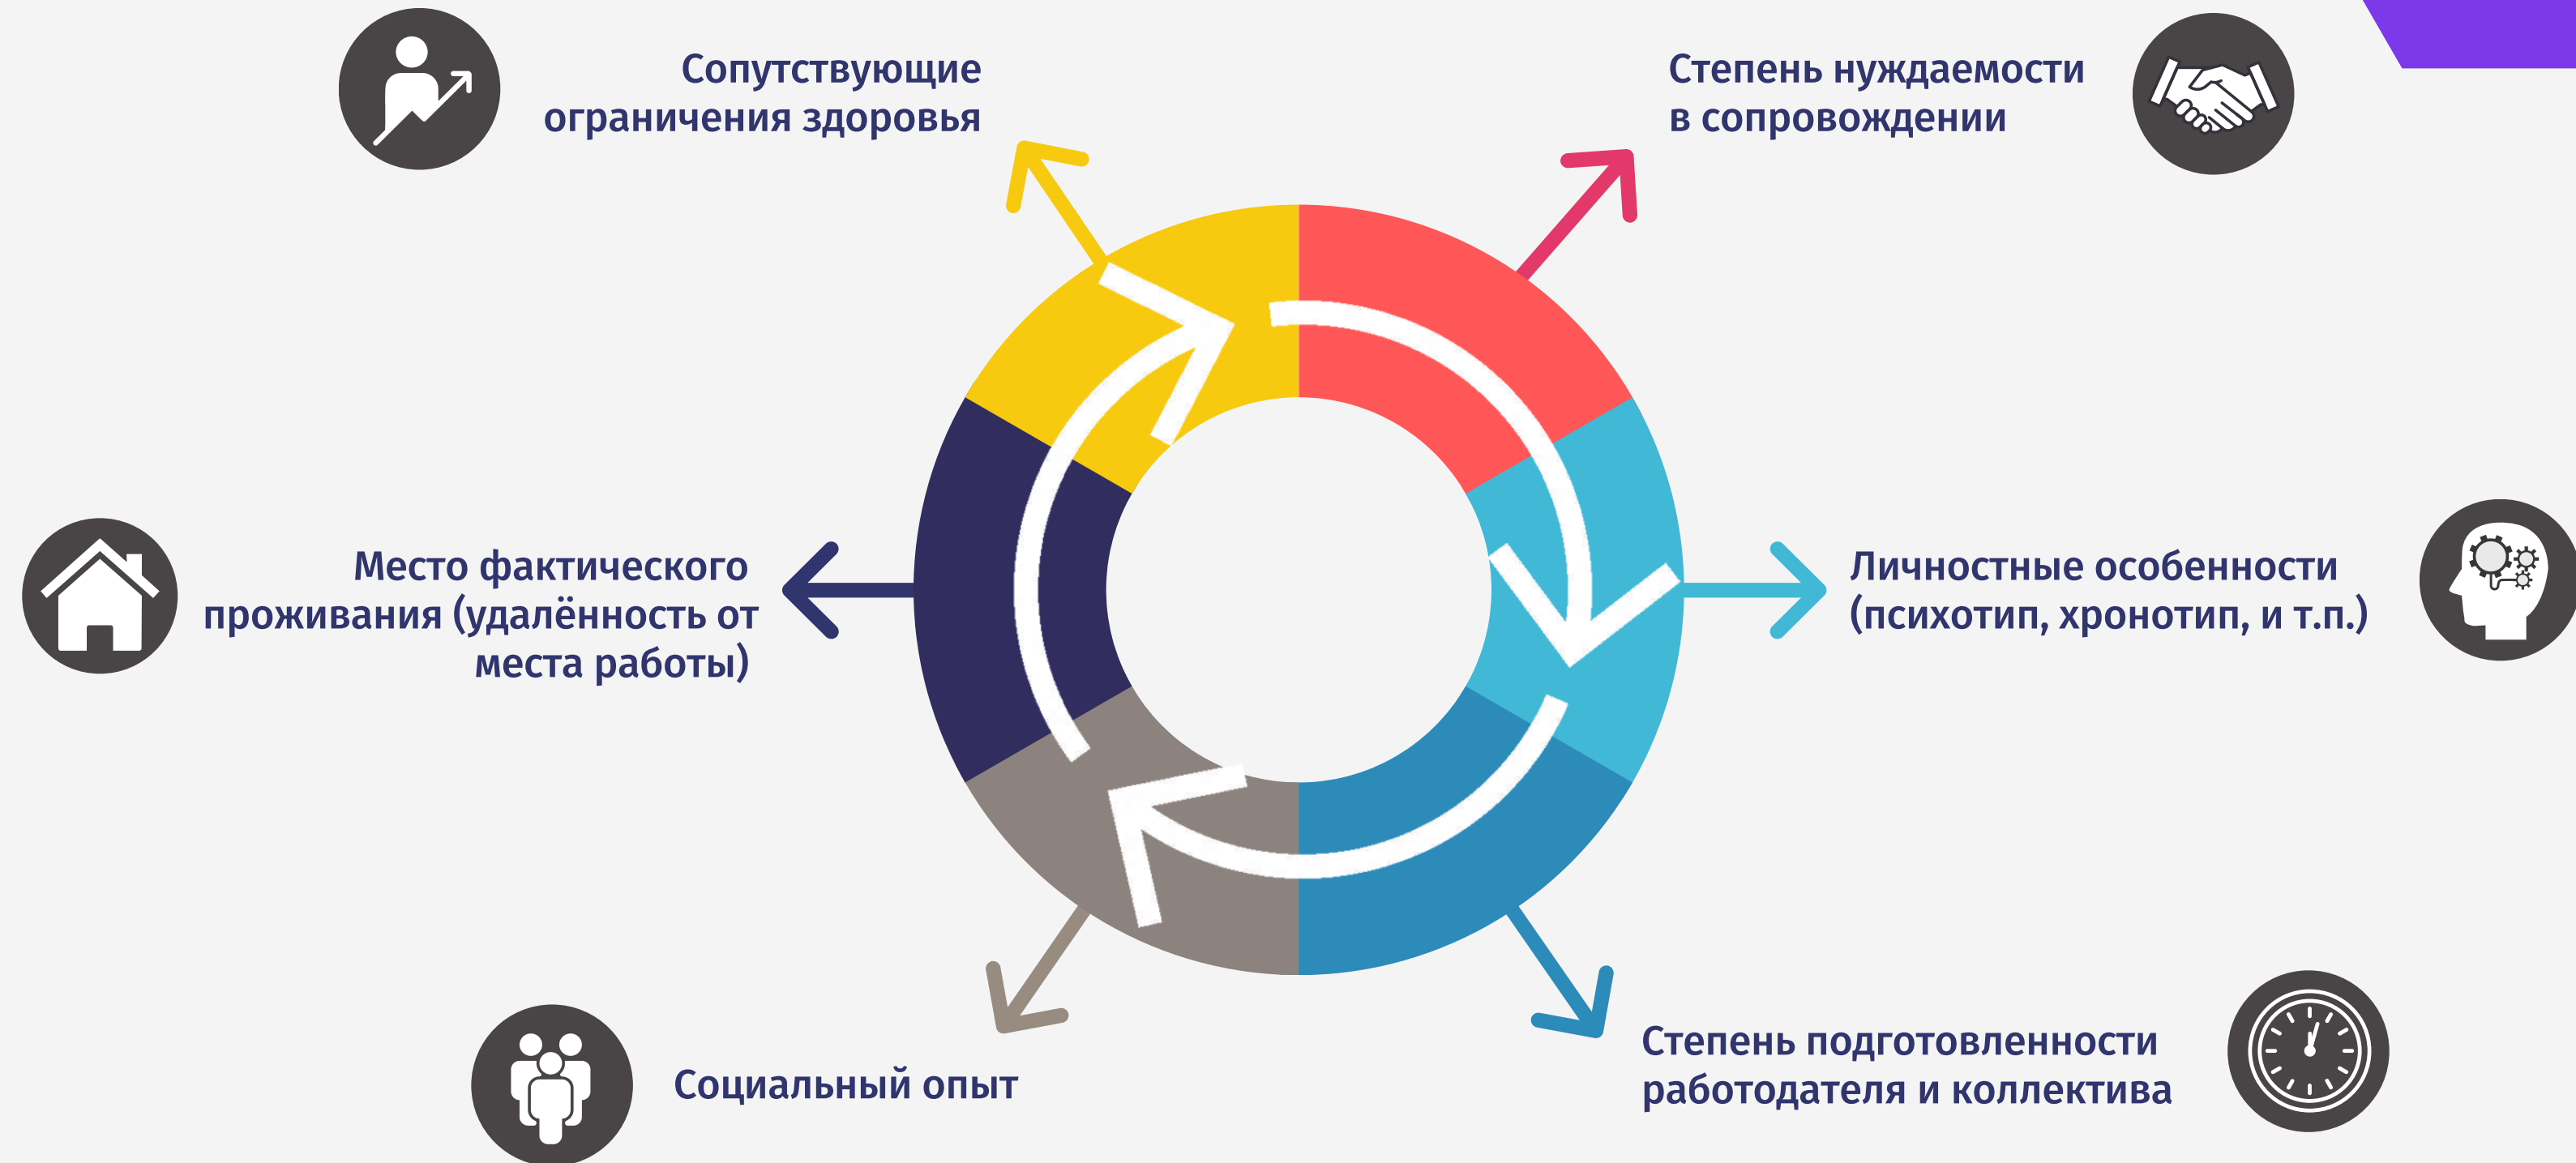 Сопутствующие
ограничения здоровья
Степень нуждаемости
в сопровождении
Место фактического
проживания (удалённость от
места работы)
Личностные особенности
(психотип, хронотип, и т.п.)
Социальный опыт
Степень подготовленности
работодателя и коллектива